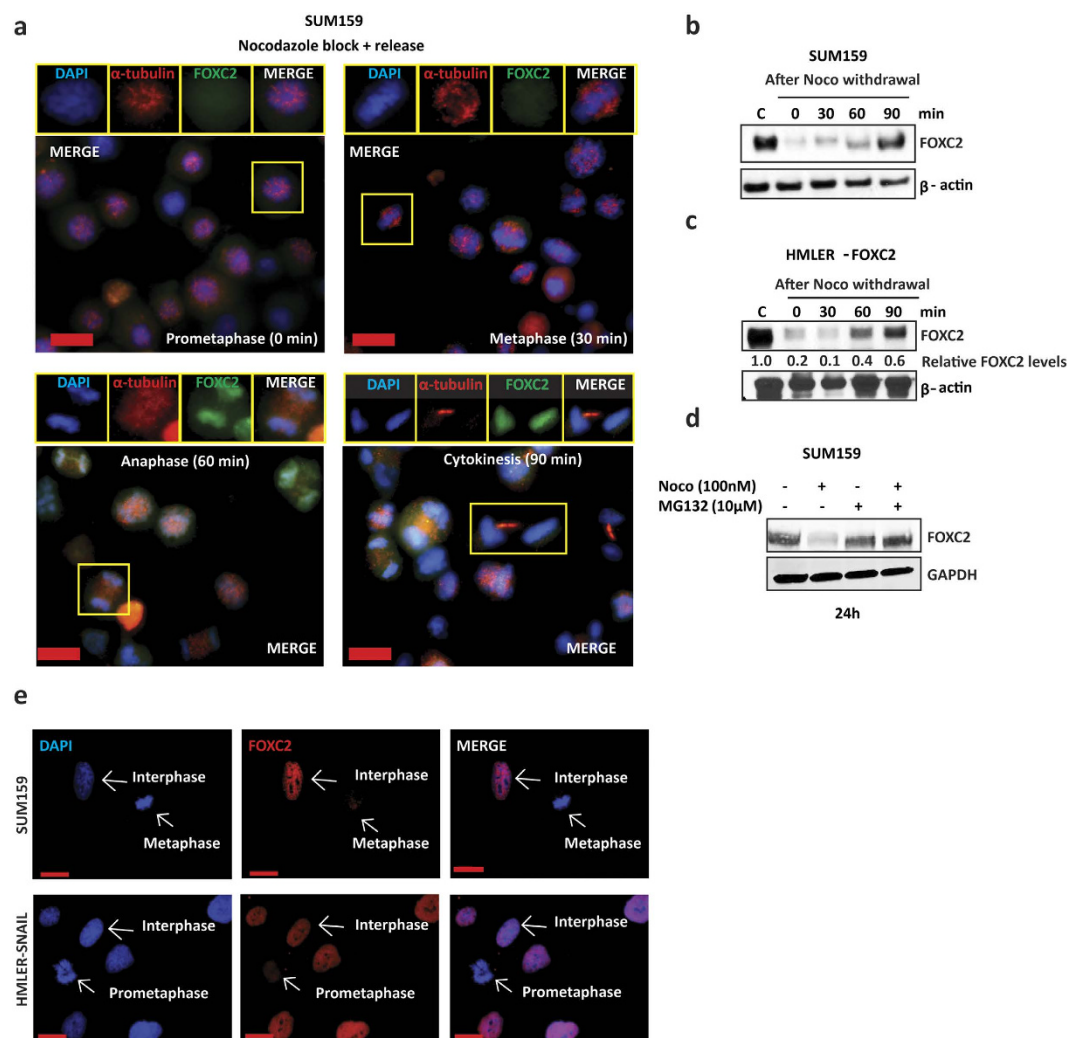 a
SUM159
Nocodazole block + release
DAPI α-tubulin FOXC2 MERGE
MERGE
Prometaphase (0 min)
DAPI α-tubulin FOXC2 MERGE
MERGE
Metaphase (30 min)
DAPI α-tubulin FOXC2 MERGE
Anaphase (60 min)
MERGE
DAPI α-tubulin FOXC2 MERGE
Cytokinesis (90 min)
MERGE
b
SUM159
After Noco withdrawal
C 0 30 60 90 min
FOXC2
β- actin
c
HMLER - FOXC2
After Noco withdrawal
C 0 30 60 90 min
FOXC2
1.0 0.2 0.1 0.4 0.6 Relative FOXC2 levels
β- actin
d
SUM159
Noco (100nM) - + - +
MG132 (10µM) - - + +
FOXC2
GAPDH
24h
e
SUM159
DAPI
Interphase
Metaphase
FOXC2
Interphase
Metaphase
MERGE
Interphase
Metaphase
HMLER-SNAIL
Interphase
Prometaphase
Interphase
Prometaphase
Interphase
Prometaphase